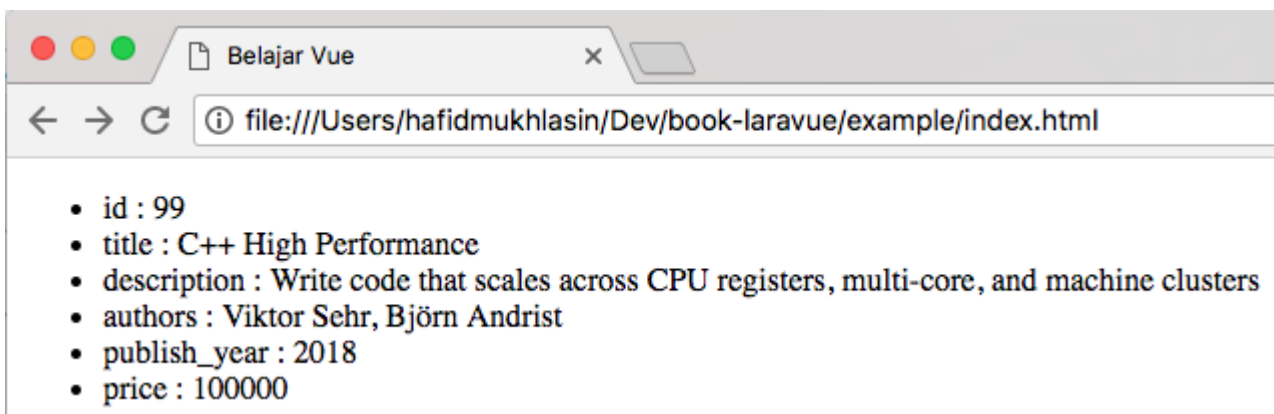 Belajar Vue
file:///Users/hafidmukhlasin/Dev/book-laravue/example/index.html
• id : 99
• title : C++ High Performance
• description : Write code that scales across CPU registers, multi-core, and machine clusters
• authors : Viktor Sehr, Björn Andrist
• publish_year : 2018
• price : 100000